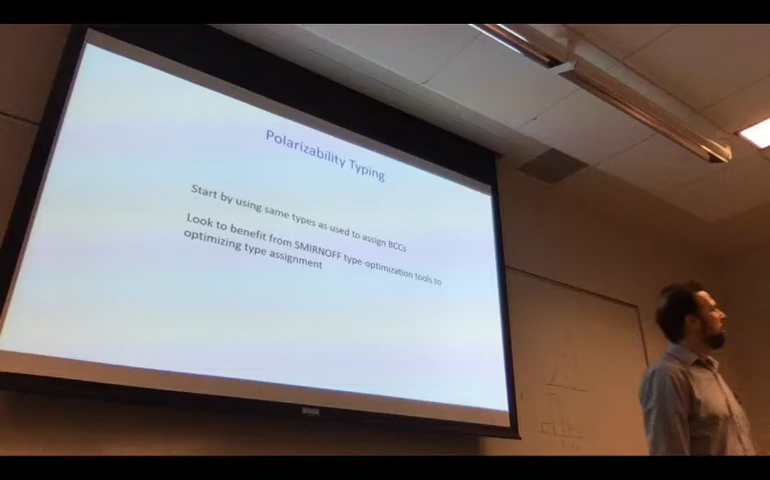 Polarizability Typing
Start by using same types as used to assign BCCs
Look to benefit from SMIRNOFF type-optimization tools to
optimizing type assignment